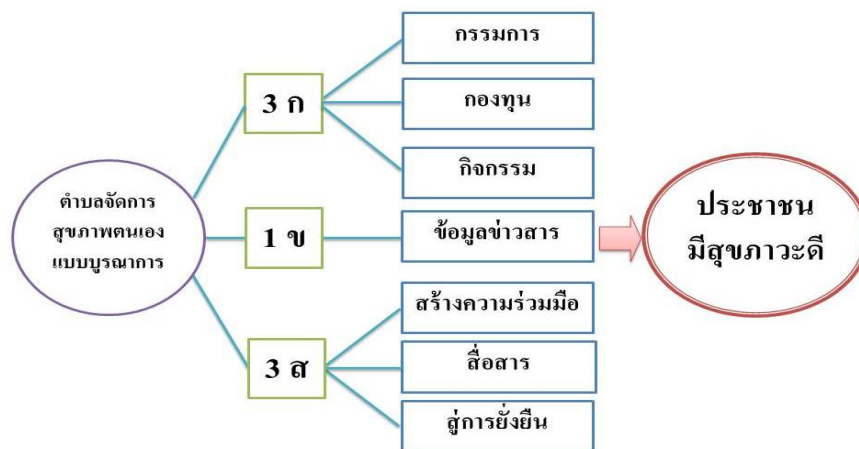 ตำบลจัดการ
สุขภาพตนเอง
แบบบูรณาการ
3 ก
กรรมการ
กองทุน
กิจกรรม
1 ข
ข้อมูลข่าวสาร
3 ส
สร้างความร่วมมือ
สื่อสาร
สู่การยั่งยืน
ประชาชน
มีสุขภาวะดี